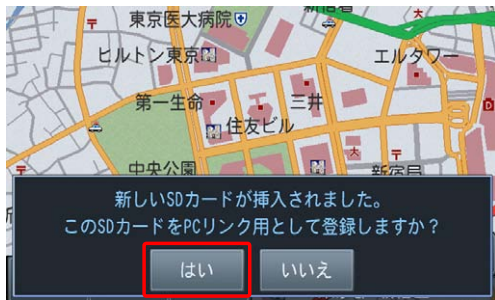 東京医大病院
ヒルトン東京
エルタワー
第一生命
三井
住友ビル
中央公園
新宿局
新しいSDカードが挿入されました。
このSDカードをPCリンク用として登録しますか？
はい
いいえ